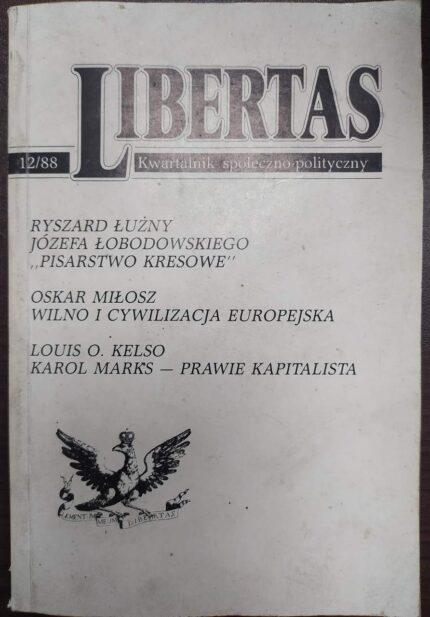 LIBERTAS
12/88 Kwartalnik społeczno-polityczny
RYSZARD ŁUŻNY
JÓZEFA ŁOBODOWSKIEGO
„PISARSTWO KRESOWE"
OSKAR MIŁOSZ
WILNO I CYWILIZACJA EUROPEJSKA
LOUIS O. KELSO
KAROL MARKS — PRAWIE KAPITALISTA
LIBERTAS